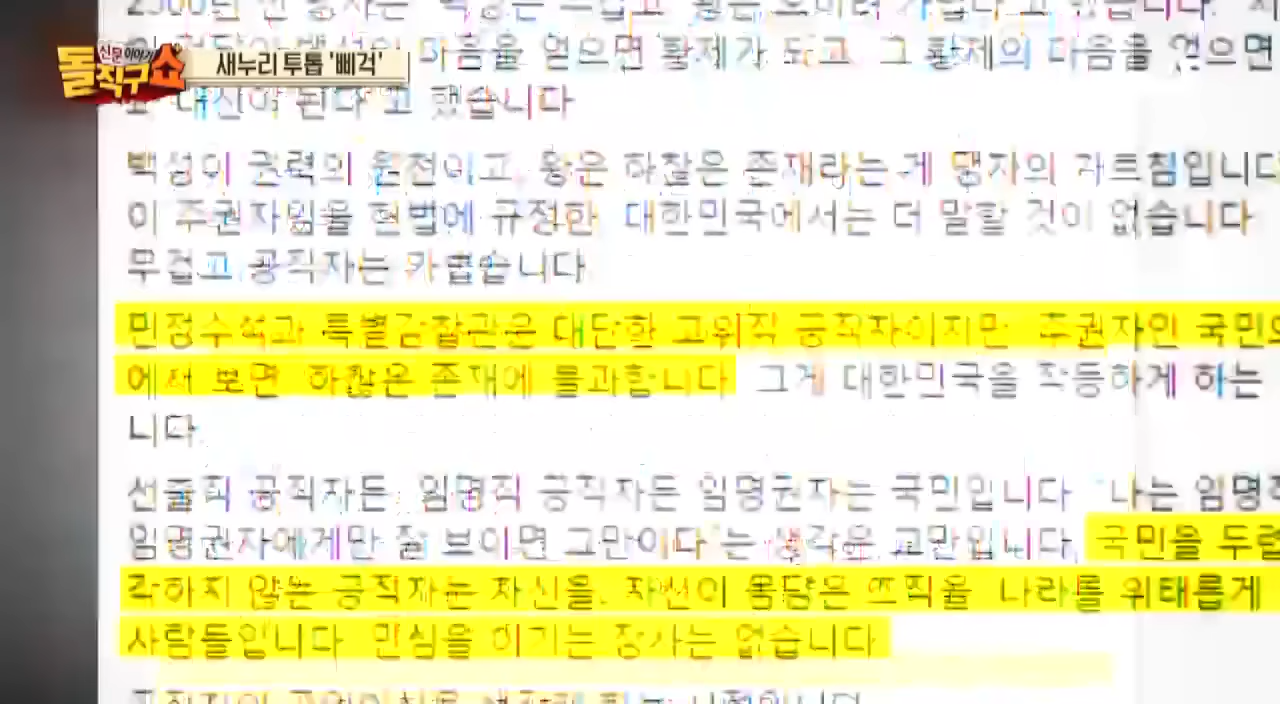 신문이야기
돌직구쇼
새누리 투톱 '삐걱'
마음을 얻으면 황제가 되고 그 황제의 마음을 얻으면
대신이 된다'고 했습니다
백성이 권력의 원천이고, 왕은 하찮은 존재라는 게 맹자의 가르침입니다
이 주권자임을 헌법에 규정한 대한민국에서는 더 말할 것이 없습니다
무겁고 공직자는 가볍습니다
민정수석과 특별감찰관은 대단한 고위직 공직자이지만 주권자인 국민의
에서 보면 하찮은 존재에 불과합니다 그게 대한민국을 작동하게 하는
니다
선출직 공직자든 임명직 공직자든 임명권자는 국민입니다 '나는 임명직
임명권자에게만 잘 보이면 그만이다'는 생각은 교만입니다 국민을 두렵
각하지 않는 공직자는 자신을, 자신이 몸담은 조직을 나라를 위태롭게
사람들입니다 민심을 이기는 장사는 없습니다